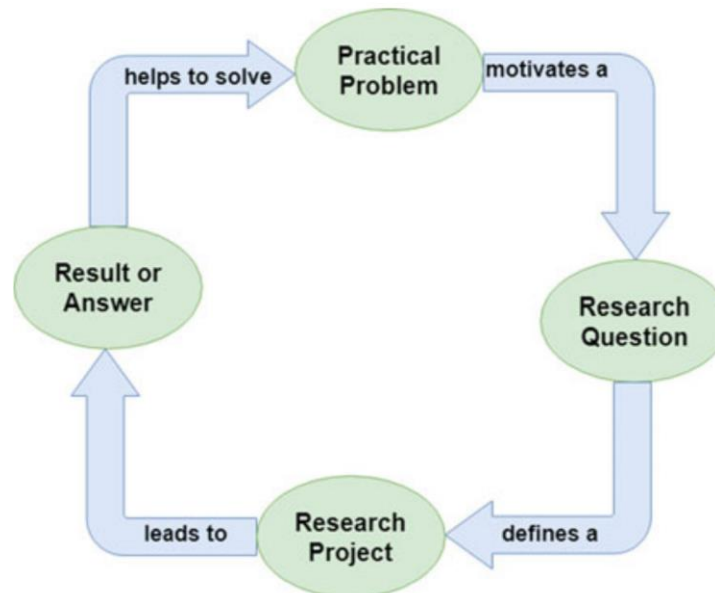 Practical
Problem
motivates a
Research
Question
defines a
Research
Project
leads to
Result or
Answer
helps to solve